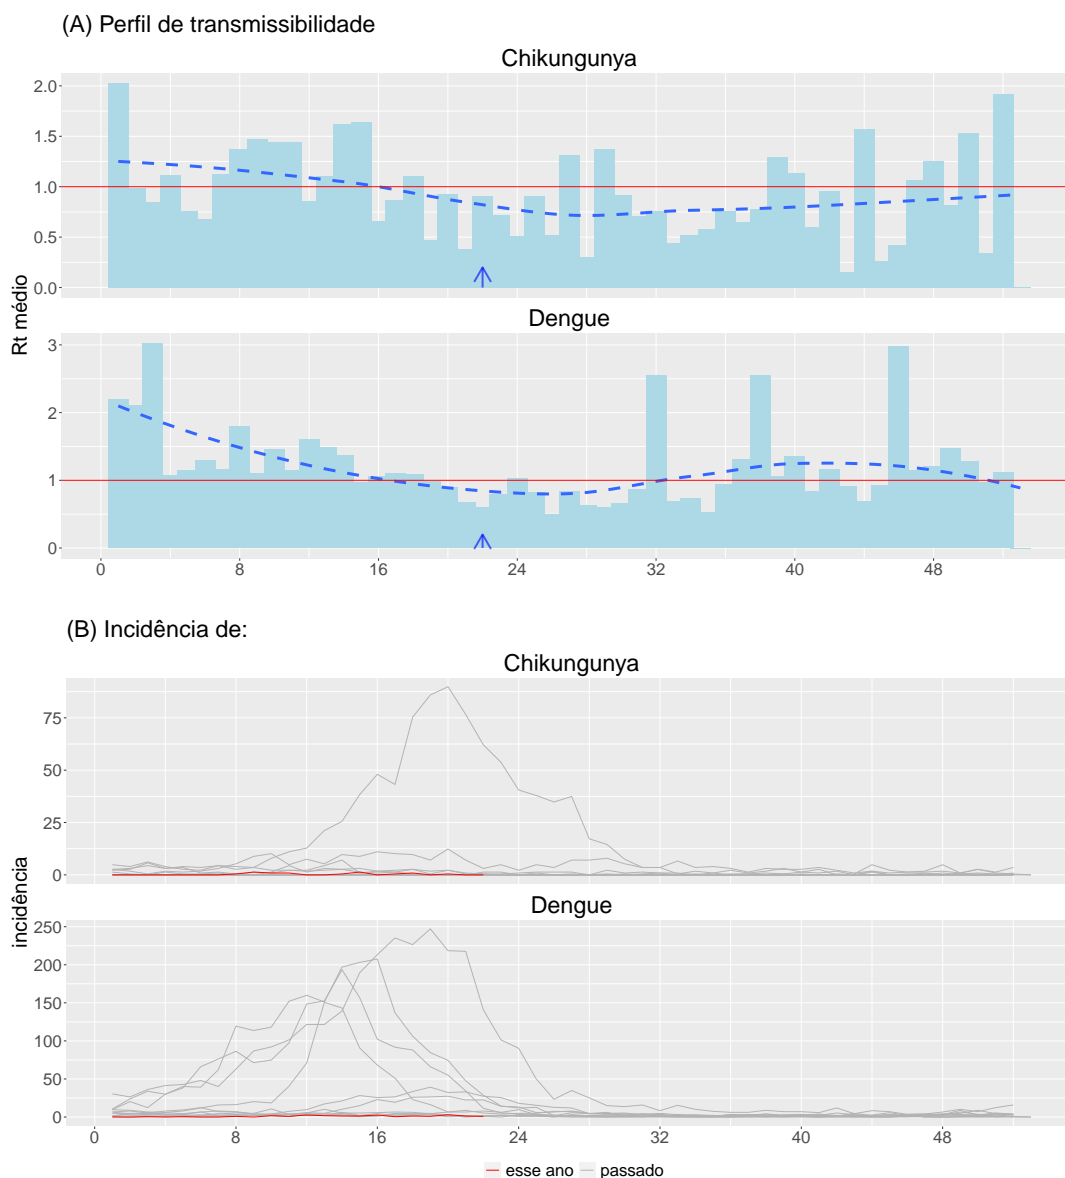 (A) Perfil de transmissibilidade
Chikungunya
2.0
1.5
1.0
0.5
0.0
Rt médio
Dengue
3
2
1
0
0 8 16 24 32 40 48
(B) Incidência de:
Chikungunya
75
50
25
0
incidência
Dengue
250
200
150
100
50
0
0 8 16 24 32 40 48
esse ano passado